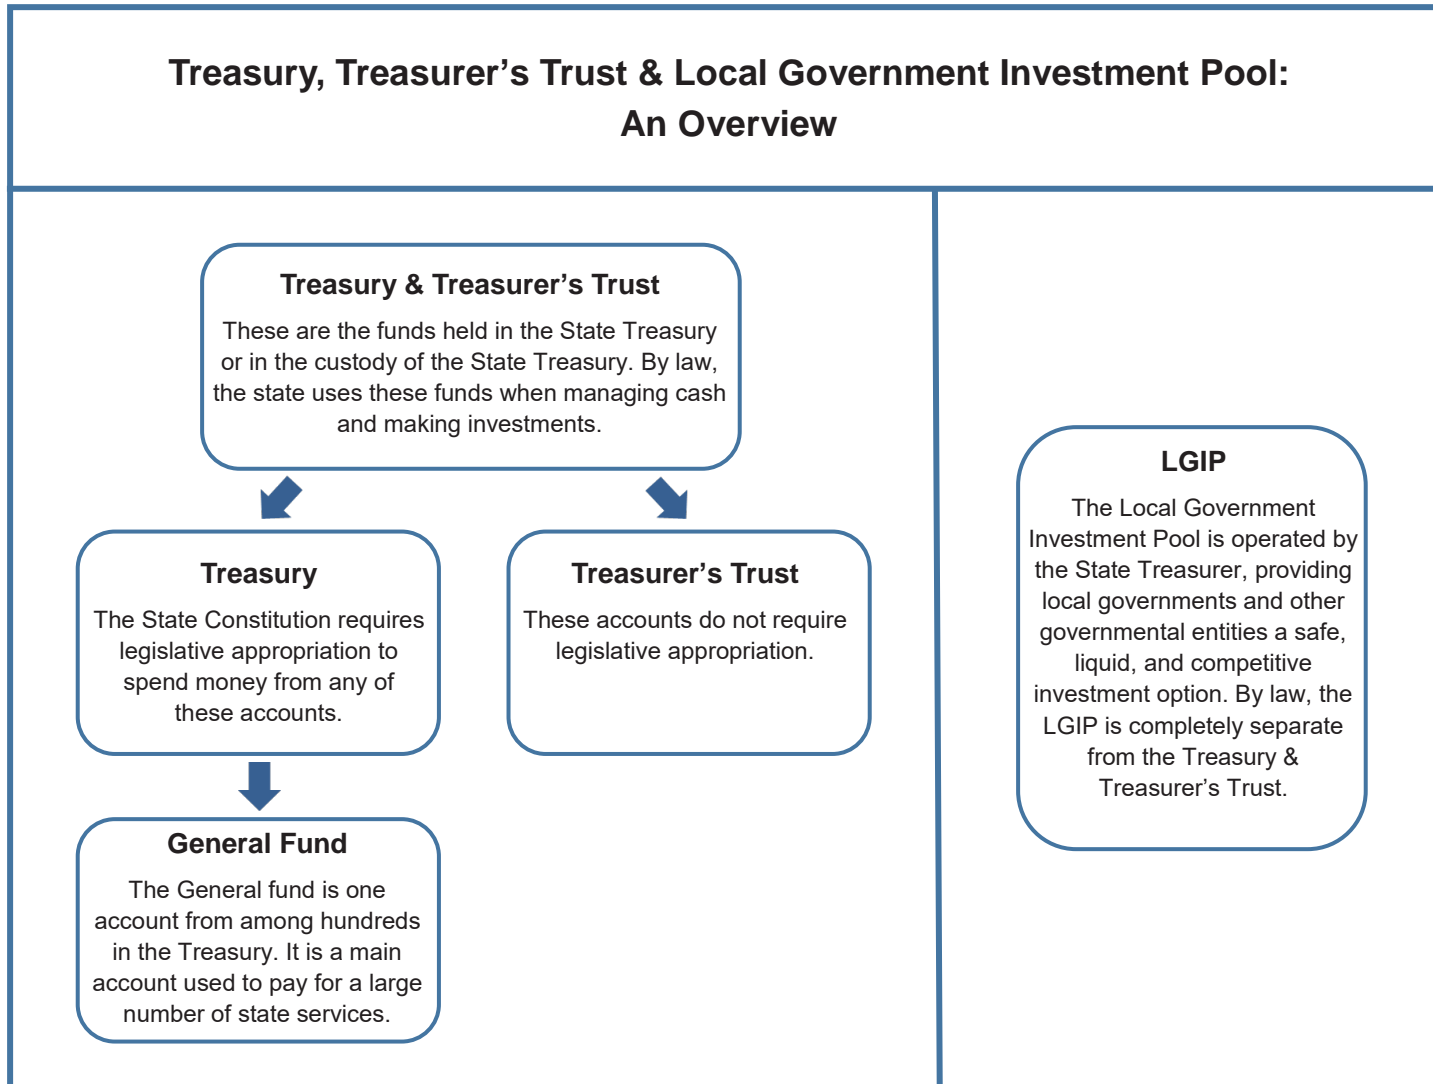 Treasury, Treasurer’s Trust & Local Government Investment Pool:
An Overview
Treasury & Treasurer’s Trust
These are the funds held in the State Treasury
or in the custody of the State Treasury. By law,
the state uses these funds when managing cash
and making investments.
Treasury
The State Constitution requires
legislative appropriation to
spend money from any of
these accounts.
Treasurer’s Trust
These accounts do not require
legislative appropriation.
General Fund
The General fund is one
account from among hundreds
in the Treasury. It is a main
account used to pay for a large
number of state services.
LGIP
The Local Government
Investment Pool is operated by
the State Treasurer, providing
local governments and other
governmental entities a safe,
liquid, and competitive
investment option. By law, the
LGIP is completely separate
from the Treasury &
Treasurer’s Trust.